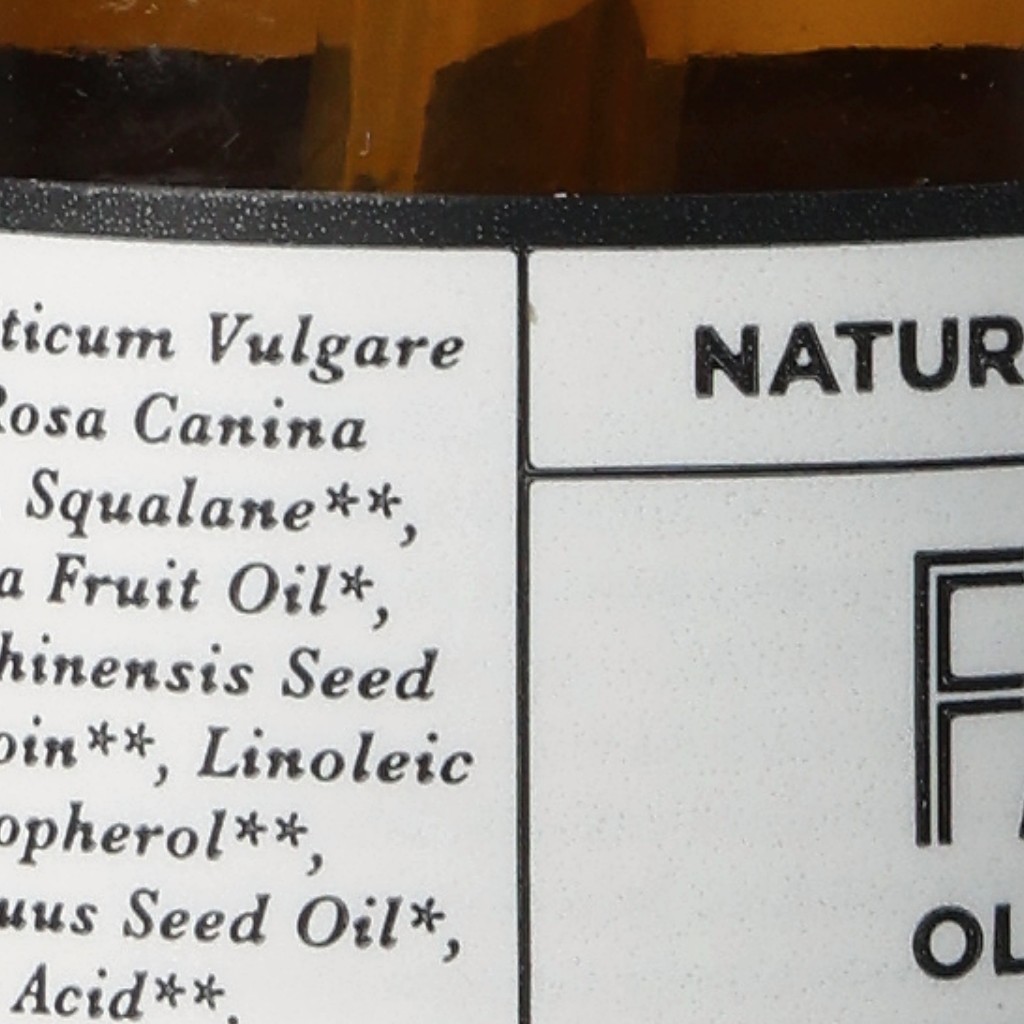 ticum Vulgare
Rosa Canina
Squalane**,
a Fruit Oil*,
hinensis Seed
oin**, Linoleic
opherol**,
uus Seed Oil*,
Acid**,
NATUR
F
OL